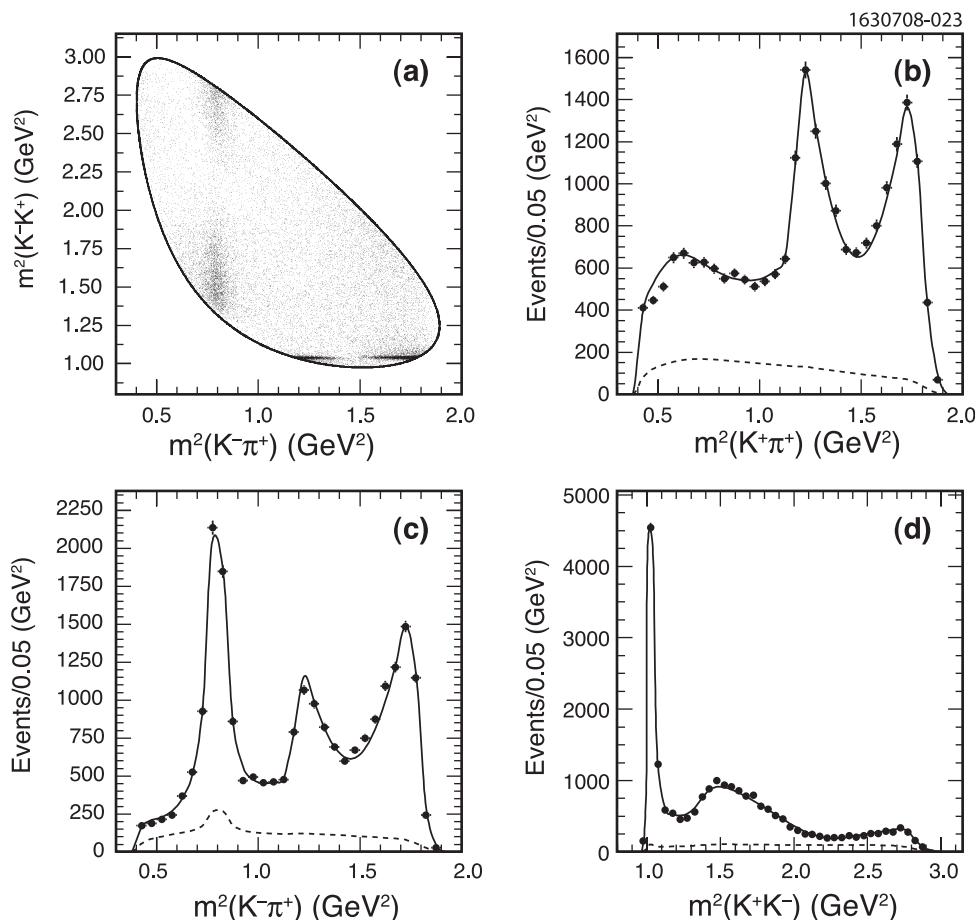 1630708-023
(a)
3.00
2.75
2.50
2.25
2.00
1.75
1.50
1.25
1.00
m²(K⁻K⁺) (GeV²)
0.5 1.0 1.5 2.0
m²(K⁻π⁺) (GeV²)
(b)
1600
1400
1200
1000
800
600
400
200
0
Events/0.05 (GeV²)
0.5 1.0 1.5 2.0
m²(K⁺π⁺) (GeV²)
(c)
2250
2000
1750
1500
1250
1000
750
500
250
0
Events/0.05 (GeV²)
0.5 1.0 1.5 2.0
m²(K⁻π⁺) (GeV²)
(d)
5000
4000
3000
2000
1000
0
Events/0.05 (GeV²)
1.0 1.5 2.0 2.5 3.0
m²(K⁺K⁻) (GeV²)